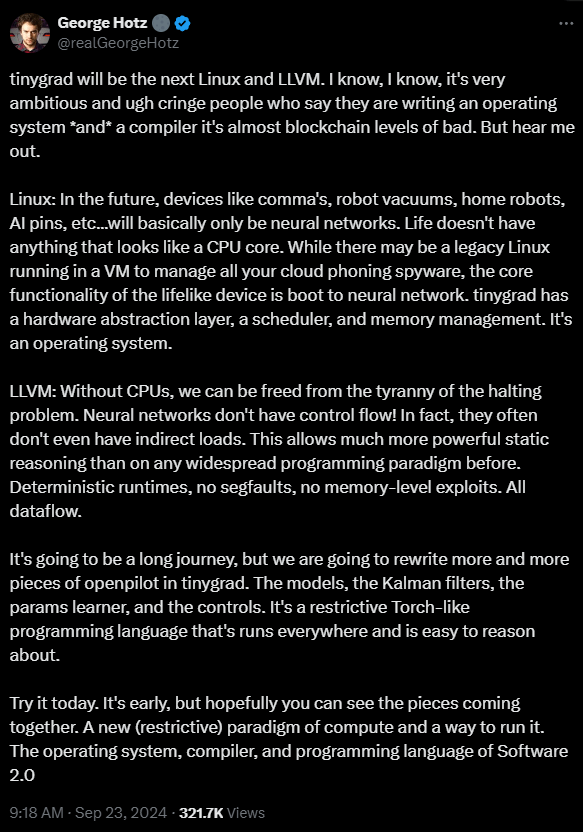 George Hotz
@realGeorgeHotz
tinygrad will be the next Linux and LLVM. I know, I know, it's very
ambitious and ugh cringe people who say they are writing an operating
system *and* a compiler it's almost blockchain levels of bad. But hear me
out.
Linux: In the future, devices like comma's, robot vacuums, home robots,
AI pins, etc...will basically only be neural networks. Life doesn't have
anything that looks like a CPU core. While there may be a legacy Linux
running in a VM to manage all your cloud phoning spyware, the core
functionality of the lifelike device is boot to neural network. tinygrad has
a hardware abstraction layer, a scheduler, and memory management. It's
an operating system.
LLVM: Without CPUs, we can be freed from the tyranny of the halting
problem. Neural networks don't have control flow! In fact, they often
don't even have indirect loads. This allows much more powerful static
reasoning than on any widespread programming paradigm before.
Deterministic runtimes, no segfaults, no memory-level exploits. All
dataflow.
It's going to be a long journey, but we are going to rewrite more and more
pieces of openpilot in tinygrad. The models, the Kalman filters, the
params learner, and the controls. It's a restrictive Torch-like
programming language that's runs everywhere and is easy to reason
about.
Try it today. It's early, but hopefully you can see the pieces coming
together. A new (restrictive) paradigm of compute and a way to run it.
The operating system, compiler, and programming language of Software
2.0
9:18 AM · Sep 23, 2024 · 321.7K Views